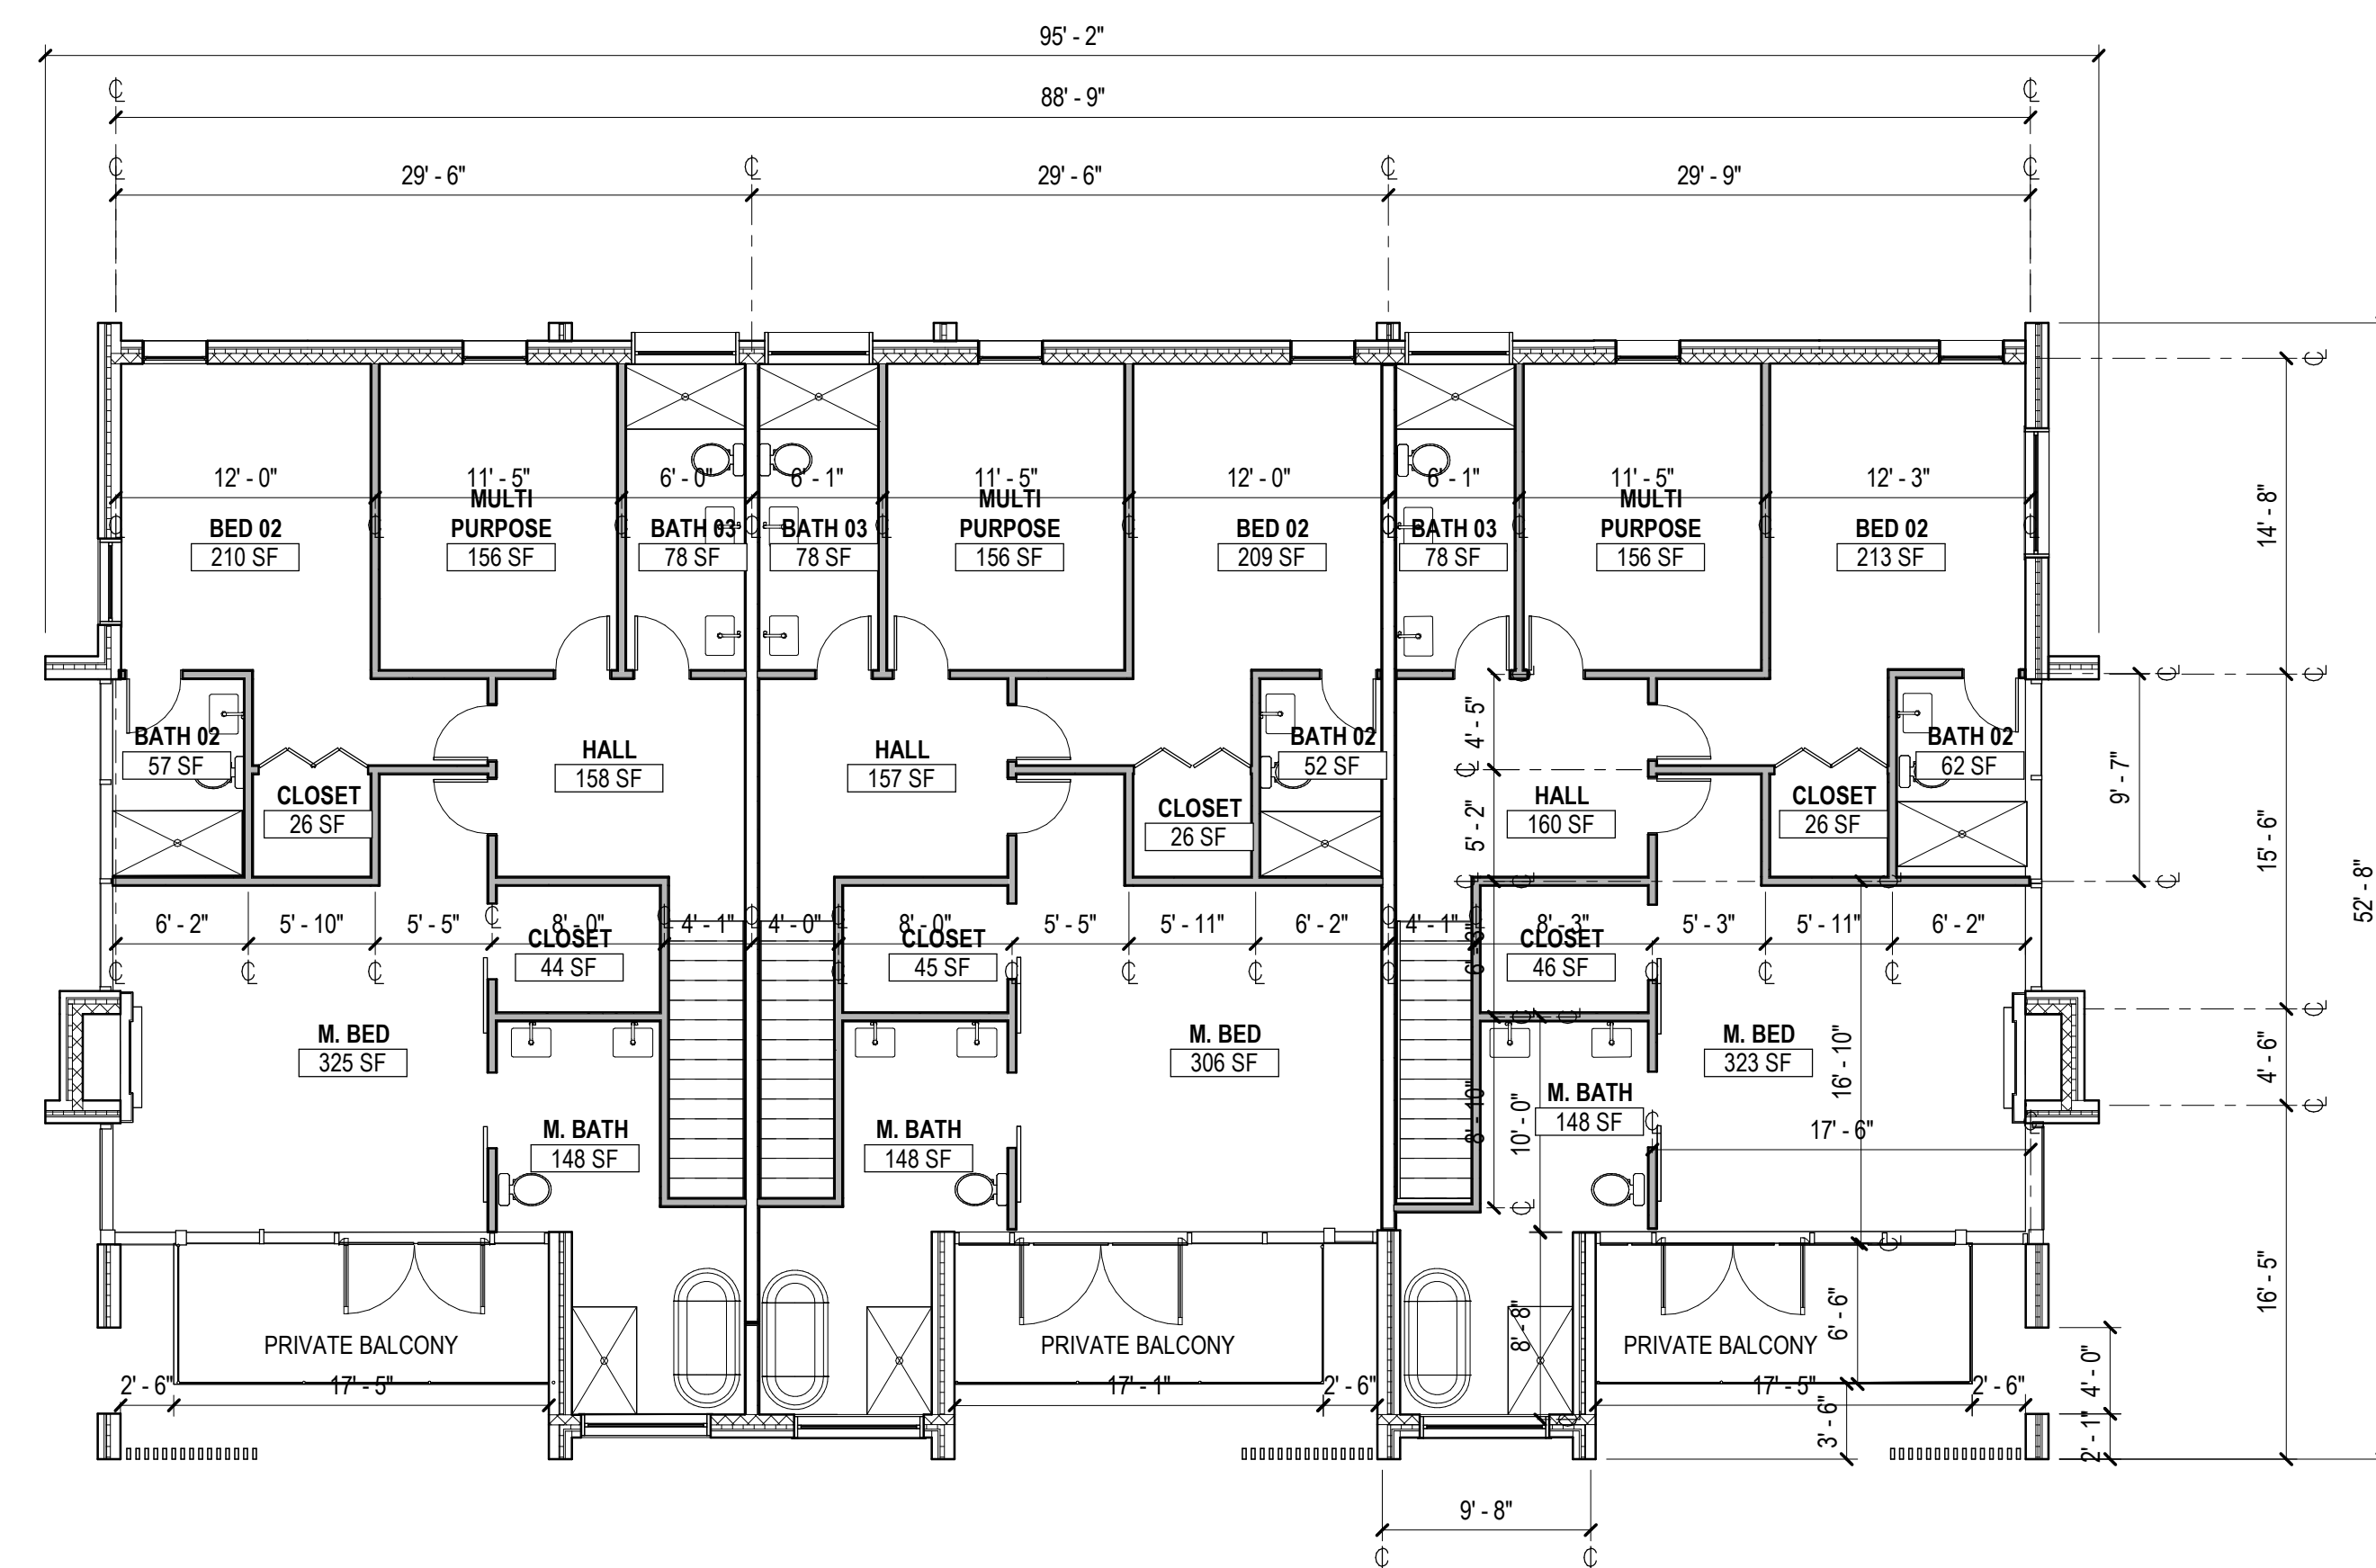 95' - 2"
88' - 9"
29' - 6" 29' - 6" 29' - 9"
12' - 0" 11' - 5" 6' - 0" 6' - 1" 11' - 5" 12' - 0" 6' - 1" 11' - 5" 12' - 3"
MULTI MULTI MULTI
BED 02 PURPOSE BATH 03 BATH 03 PURPOSE BED 02 BATH 03 PURPOSE BED 02
210 SF 156 SF 78 SF 78 SF 156 SF 209 SF 78 SF 156 SF 213 SF
14' - 8"
4' - 5"
BATH 02 HALL HALL BATH 02 BATH 02
57 SF 158 SF 157 SF 52 SF 62 SF
9' - 7"
CLOSET CLOSET HALL CLOSET
26 SF 26 SF 160 SF 26 SF
5' - 2"
15' - 6"
52' - 8"
6' - 2" 5' - 10" 5' - 5" 8' - 0" 4' - 1" 4' - 0" 8' - 0" 5' - 5" 5' - 11" 6' - 2" 4' - 1" 8' - 3" 5' - 3" 5' - 11" 6' - 2"
CLOSET CLOSET CLOSET
44 SF 45 SF 46 SF
6' - 3"
M. BED M. BED M. BED
325 SF 306 SF 323 SF
16' - 10"
4' - 6"
8' - 10"
10' - 0"
M. BATH M. BATH M. BATH
148 SF 148 SF 148 SF
17' - 6"
16' - 5"
8' - 8"
6' - 6"
PRIVATE BALCONY PRIVATE BALCONY PRIVATE BALCONY
4' - 0"
2' - 6" 17' - 5" 17' - 1" 2' - 6" 17' - 5" 2' - 6"
3' - 6"
2' - 1"
9' - 8"